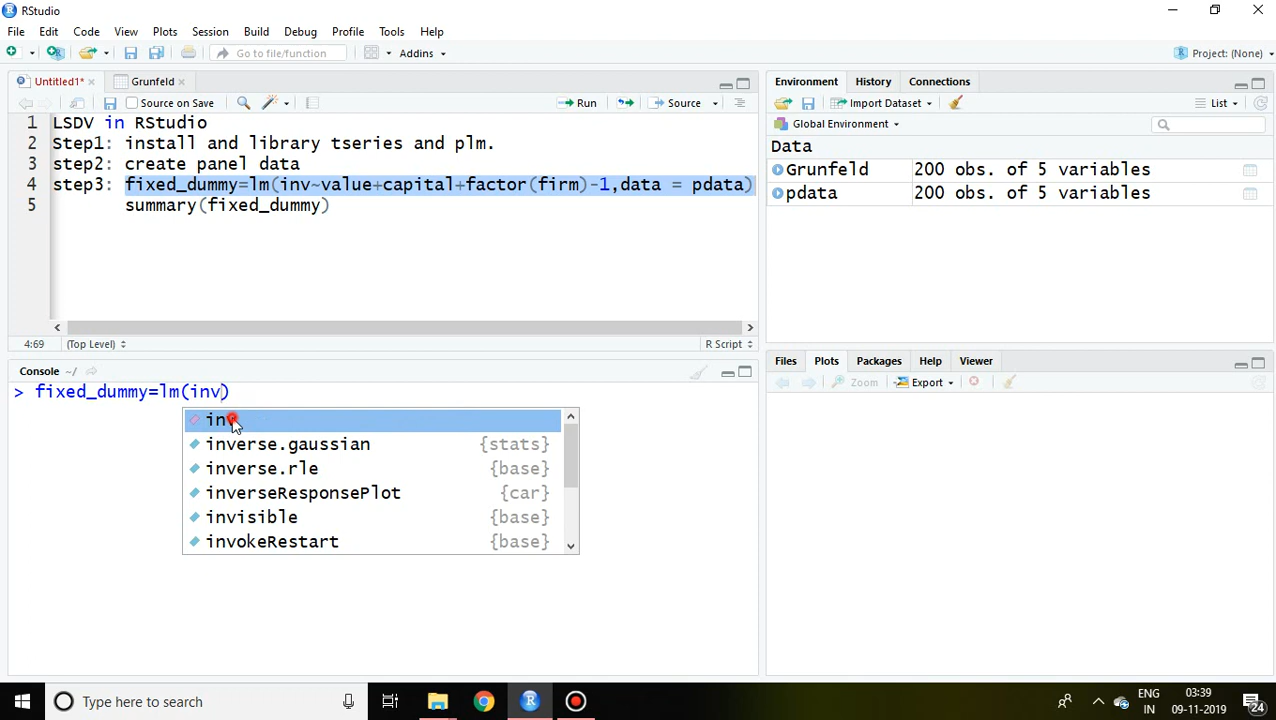 RStudio
File Edit Code View Plots Session Build Debug Profile Tools Help
Go to file/function Addins Project: (None)
Untitled1* Grunfeld
Source on Save Run Source
1 LSDV in RStudio
2 Step1: install and library tseries and plm.
3 step2: create panel data
4 step3: fixed_dummy=lm(inv~value+capital+factor(firm)-1,data = pdata)
5 summary(fixed_dummy)
4:69 (Top Level) R Script
Console ~/
> fixed_dummy=lm(inv)
inv
inverse.gaussian {stats}
inverse.rle {base}
inverseResponsePlot {car}
invisible {base}
invokeRestart {base}
Environment History Connections
Import Dataset List
Global Environment
Data
Grunfeld 200 obs. of 5 variables
pdata 200 obs. of 5 variables
Files Plots Packages Help Viewer
Zoom Export
Type here to search
ENG
IN
03:39
09-11-2019
24